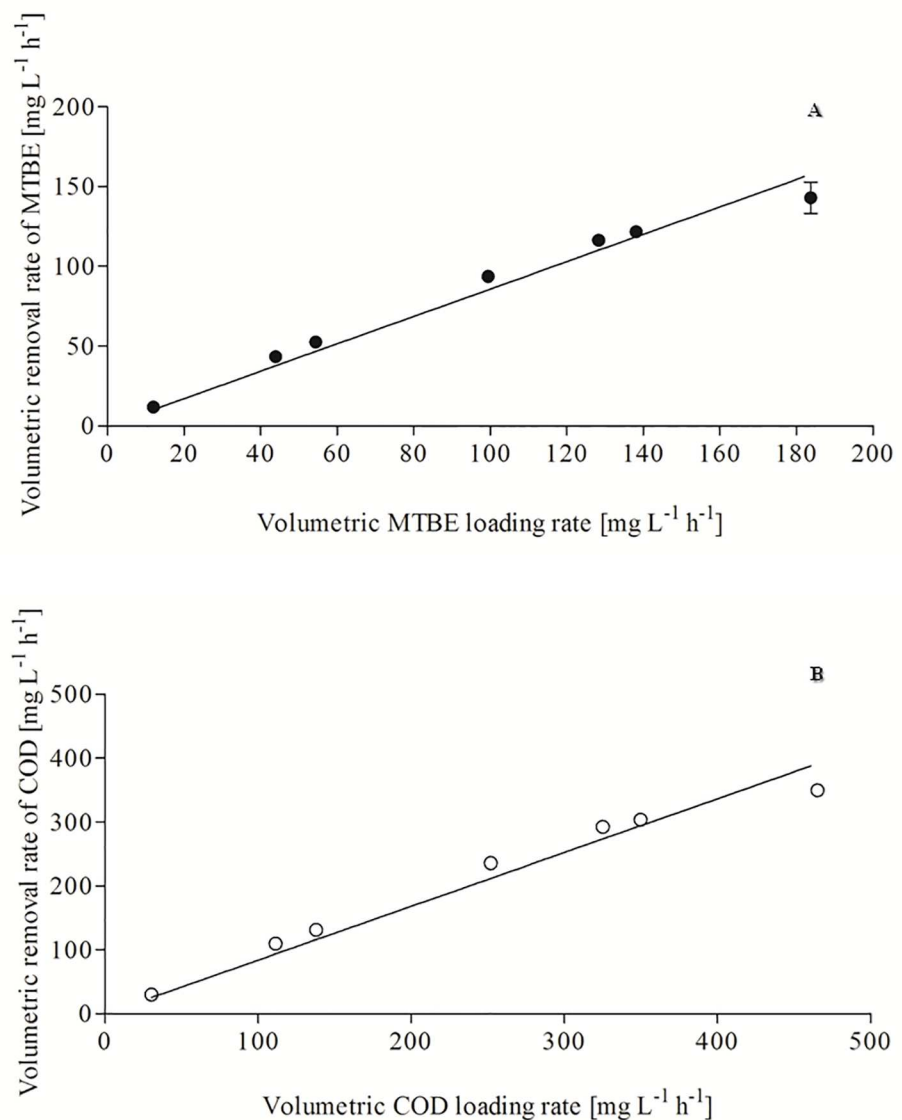 A
Volumetric removal rate of MTBE [mg L⁻¹ h⁻¹]
200
150
100
50
0
0 20 40 60 80 100 120 140 160 180 200
Volumetric MTBE loading rate [mg L⁻¹ h⁻¹]
B
Volumetric removal rate of COD [mg L⁻¹ h⁻¹]
500
400
300
200
100
0
0 100 200 300 400 500
Volumetric COD loading rate [mg L⁻¹ h⁻¹]